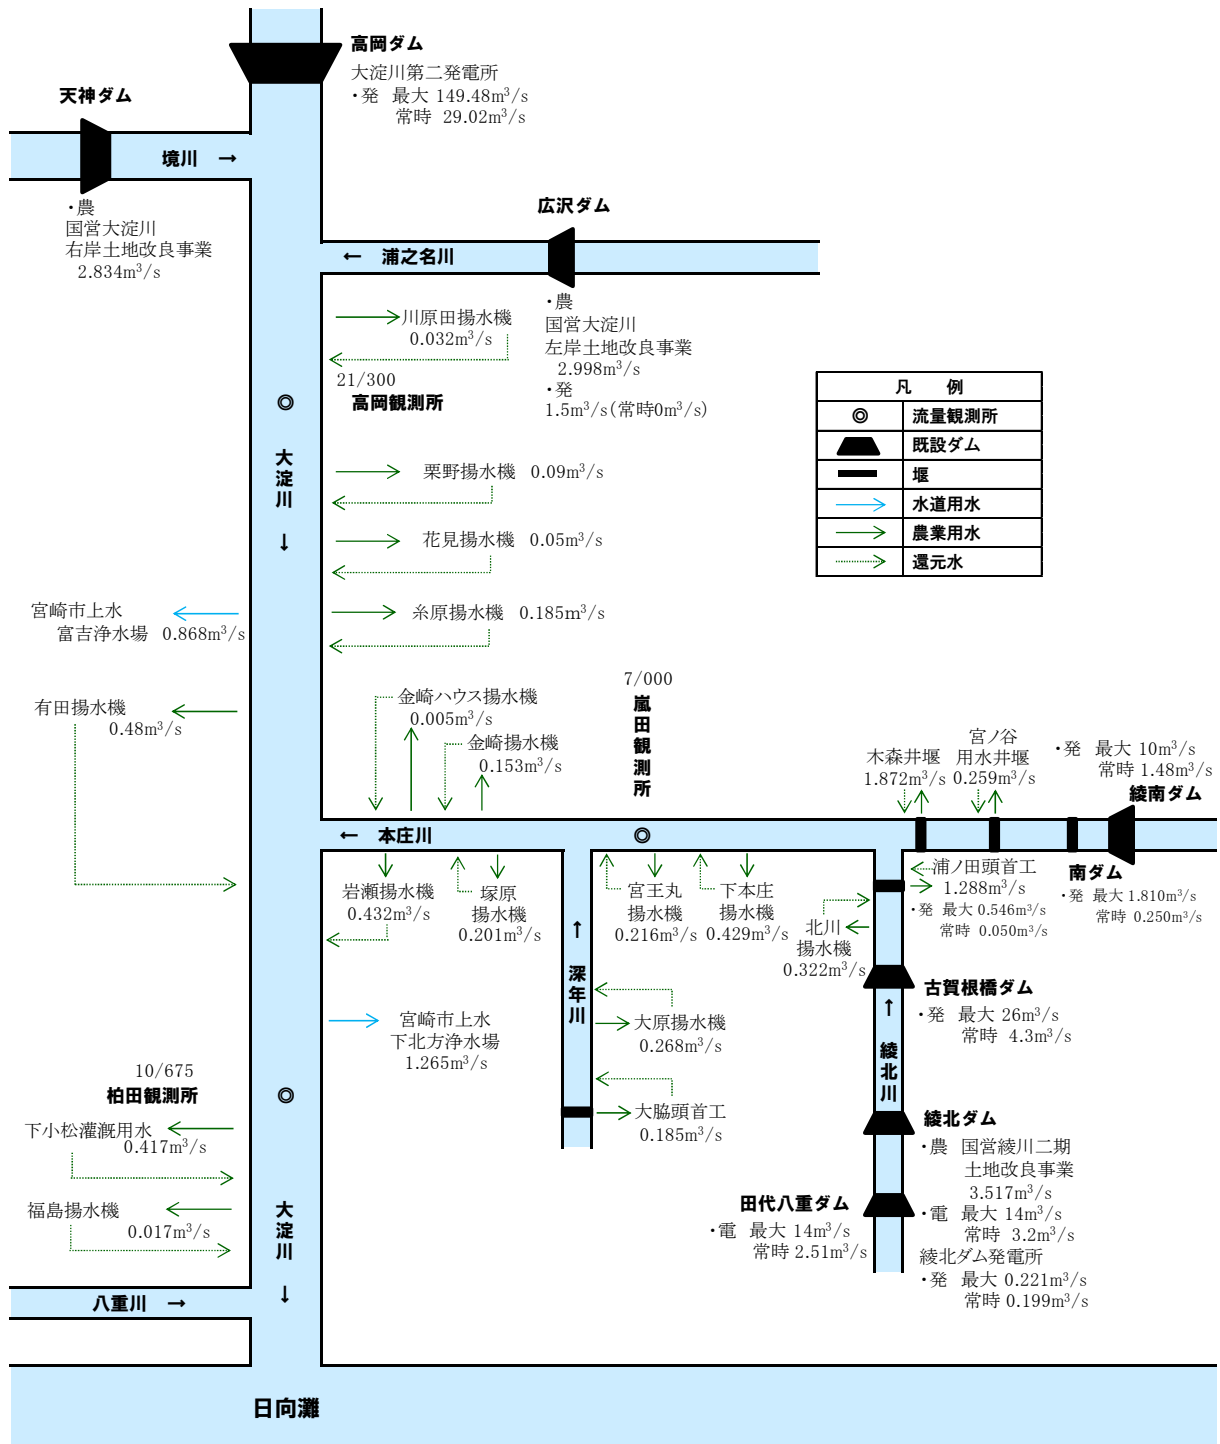 高岡ダム
大淀川第二発電所
・発 最大 149.48m³/s
常時 29.02m³/s
天神ダム
境川 →
・農
国営大淀川
右岸土地改良事業
2.834m³/s
広沢ダム
← 浦之名川
・農
国営大淀川
左岸土地改良事業
2.998m³/s
・発
1.5m³/s(常時0m³/s)
川原田揚水機
0.032m³/s
21/300
◎ 高岡観測所
凡 例
◎ 流量観測所
既設ダム
堰
水道用水
農業用水
還元水
大淀川
↓
栗野揚水機 0.09m³/s
花見揚水機 0.05m³/s
糸原揚水機 0.185m³/s
宮崎市上水
富吉浄水場 0.868m³/s
有田揚水機
0.48m³/s
金崎ハウス揚水機
0.005m³/s
金崎揚水機
0.153m³/s
7/000
嵐田観測所
木森井堰
1.872m³/s
宮ノ谷
用水井堰
0.259m³/s
・発 最大 10m³/s
常時 1.48m³/s
綾南ダム
← 本庄川
◎
岩瀬揚水機
0.432m³/s
塚原
揚水機
0.201m³/s
宮王丸
揚水機
0.216m³/s
下本庄
揚水機
0.429m³/s
北川
揚水機
0.322m³/s
浦ノ田頭首工
1.288m³/s
・発 最大 0.546m³/s
常時 0.050m³/s
南ダム
・発 最大 1.810m³/s
常時 0.250m³/s
↑
深年川
宮崎市上水
下北方浄水場
1.265m³/s
大原揚水機
0.268m³/s
大脇頭首工
0.185m³/s
古賀根橋ダム
・発 最大 26m³/s
常時 4.3m³/s
↑
綾北川
綾北ダム
・農 国営綾川二期
土地改良事業
3.517m³/s
・電 最大 14m³/s
常時 3.2m³/s
綾北ダム発電所
・発 最大 0.221m³/s
常時 0.199m³/s
田代八重ダム
・電 最大 14m³/s
常時 2.51m³/s
10/675
柏田観測所 ◎
下小松灌漑用水
0.417m³/s
福島揚水機
0.017m³/s
大淀川
↓
八重川 →
日向灘